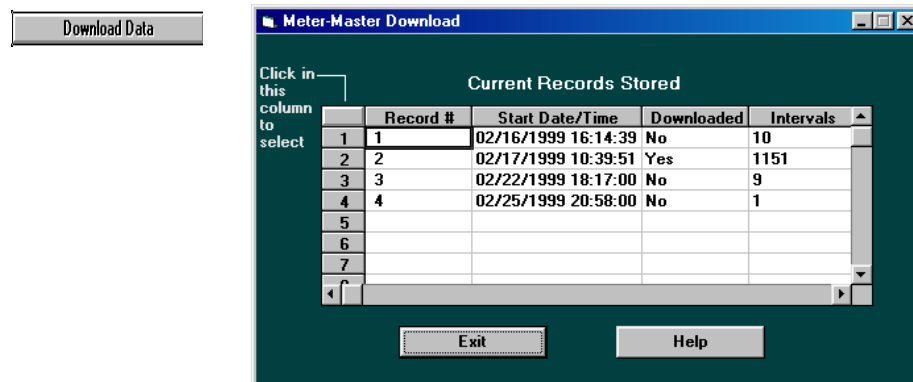 Download Data
Meter-Master Download
Click in
this
column
to
select
Current Records Stored
Record # Start Date/Time Downloaded Intervals
1 1 02/16/1999 16:14:39 No 10
2 2 02/17/1999 10:39:51 Yes 1151
3 3 02/22/1999 18:17:00 No 9
4 4 02/25/1999 20:58:00 No 1
5
6
7
Exit Help